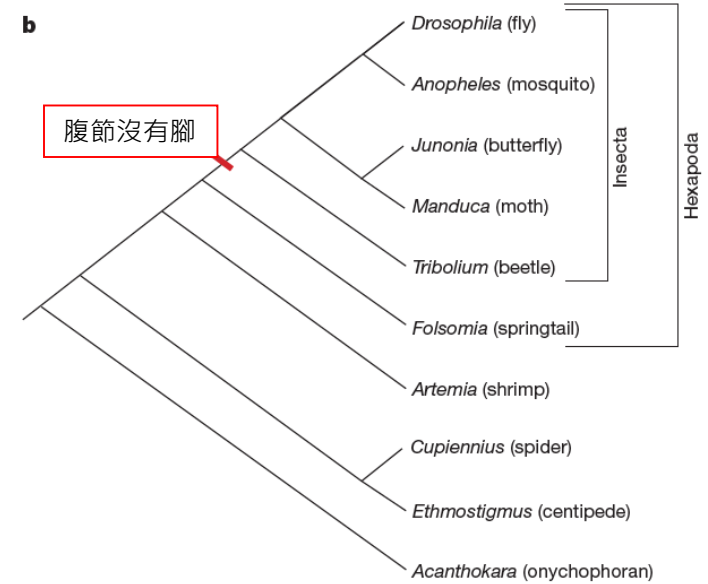 b
Drosophila (fly)
Anopheles (mosquito)
腹節沒有腳
Junonia (butterfly)
Manduca (moth)
Tribolium (beetle)
Folsomia (springtail)
Artemia (shrimp)
Cupiennius (spider)
Ethmostigmus (centipede)
Acanthokara (onychophoran)
Insecta
Hexapoda